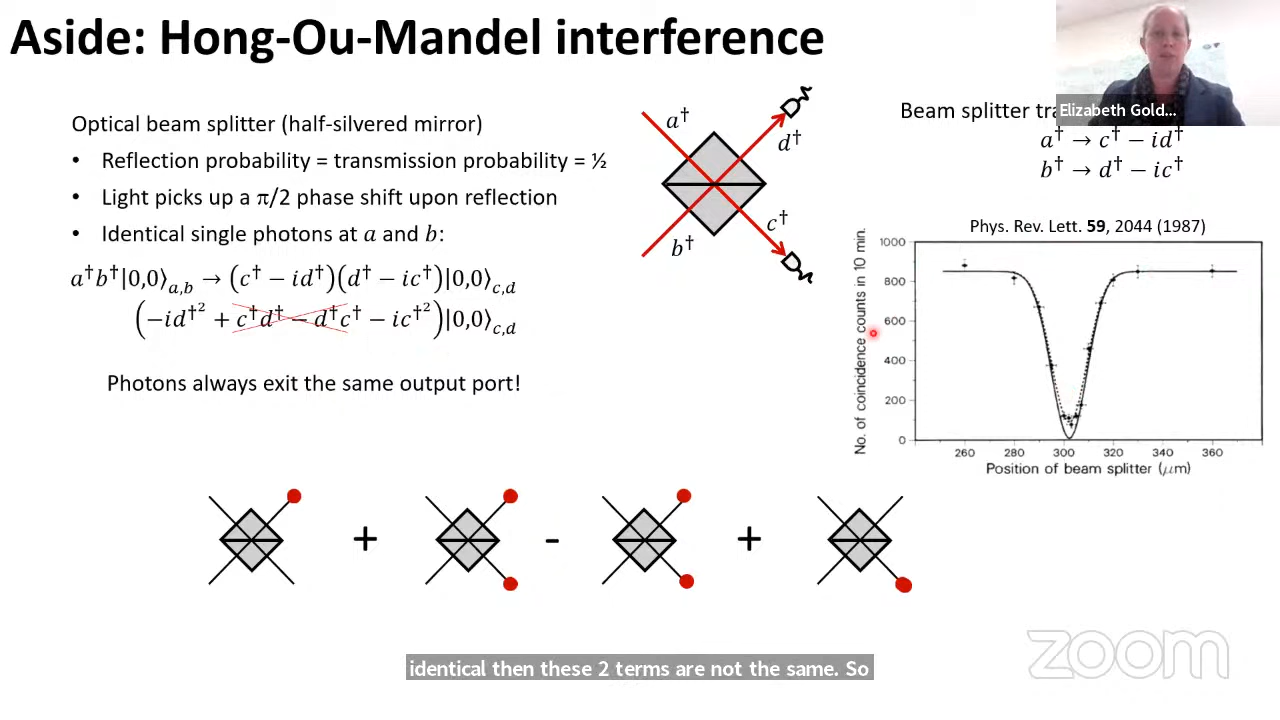 Aside: Hong-Ou-Mandel interference
Elizabeth Gold...
Optical beam splitter (half-silvered mirror)
• Reflection probability = transmission probability = ½
• Light picks up a π/2 phase shift upon reflection
• Identical single photons at a and b:
a†b†|0,0⟩a,b → (c† − id†)(d† − ic†)|0,0⟩c,d
(−id†² + c†d† − d†c† − ic†²)|0,0⟩c,d
Photons always exit the same output port!
a†
d†
c†
b†
Beam splitter
a† → c† − id†
b† → d† − ic†
Phys. Rev. Lett. 59, 2044 (1987)
No. of coincidence counts in 10 min.
1000
800
600
400
200
0
260 280 300 320 340 360
Position of beam splitter (μm)
+ - +
identical then these 2 terms are not the same. So
zoom